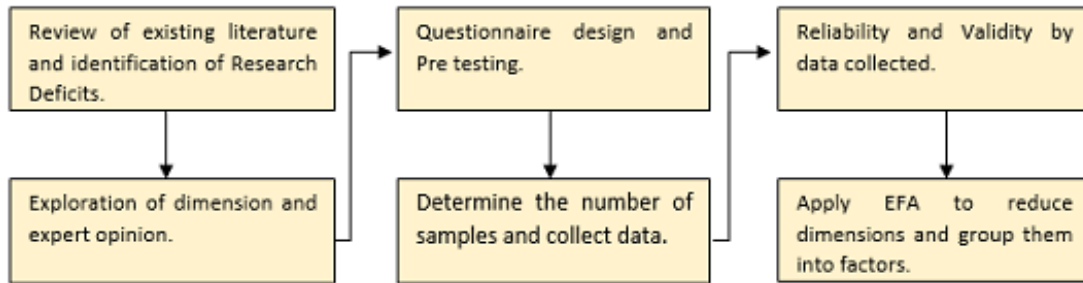 Review of existing literature
and identification of Research
Deficits.
Exploration of dimension and
expert opinion.
Questionnaire design and
Pre testing.
Determine the number of
samples and collect data.
Reliability and Validity by
data collected.
Apply EFA to reduce
dimensions and group them
into factors.